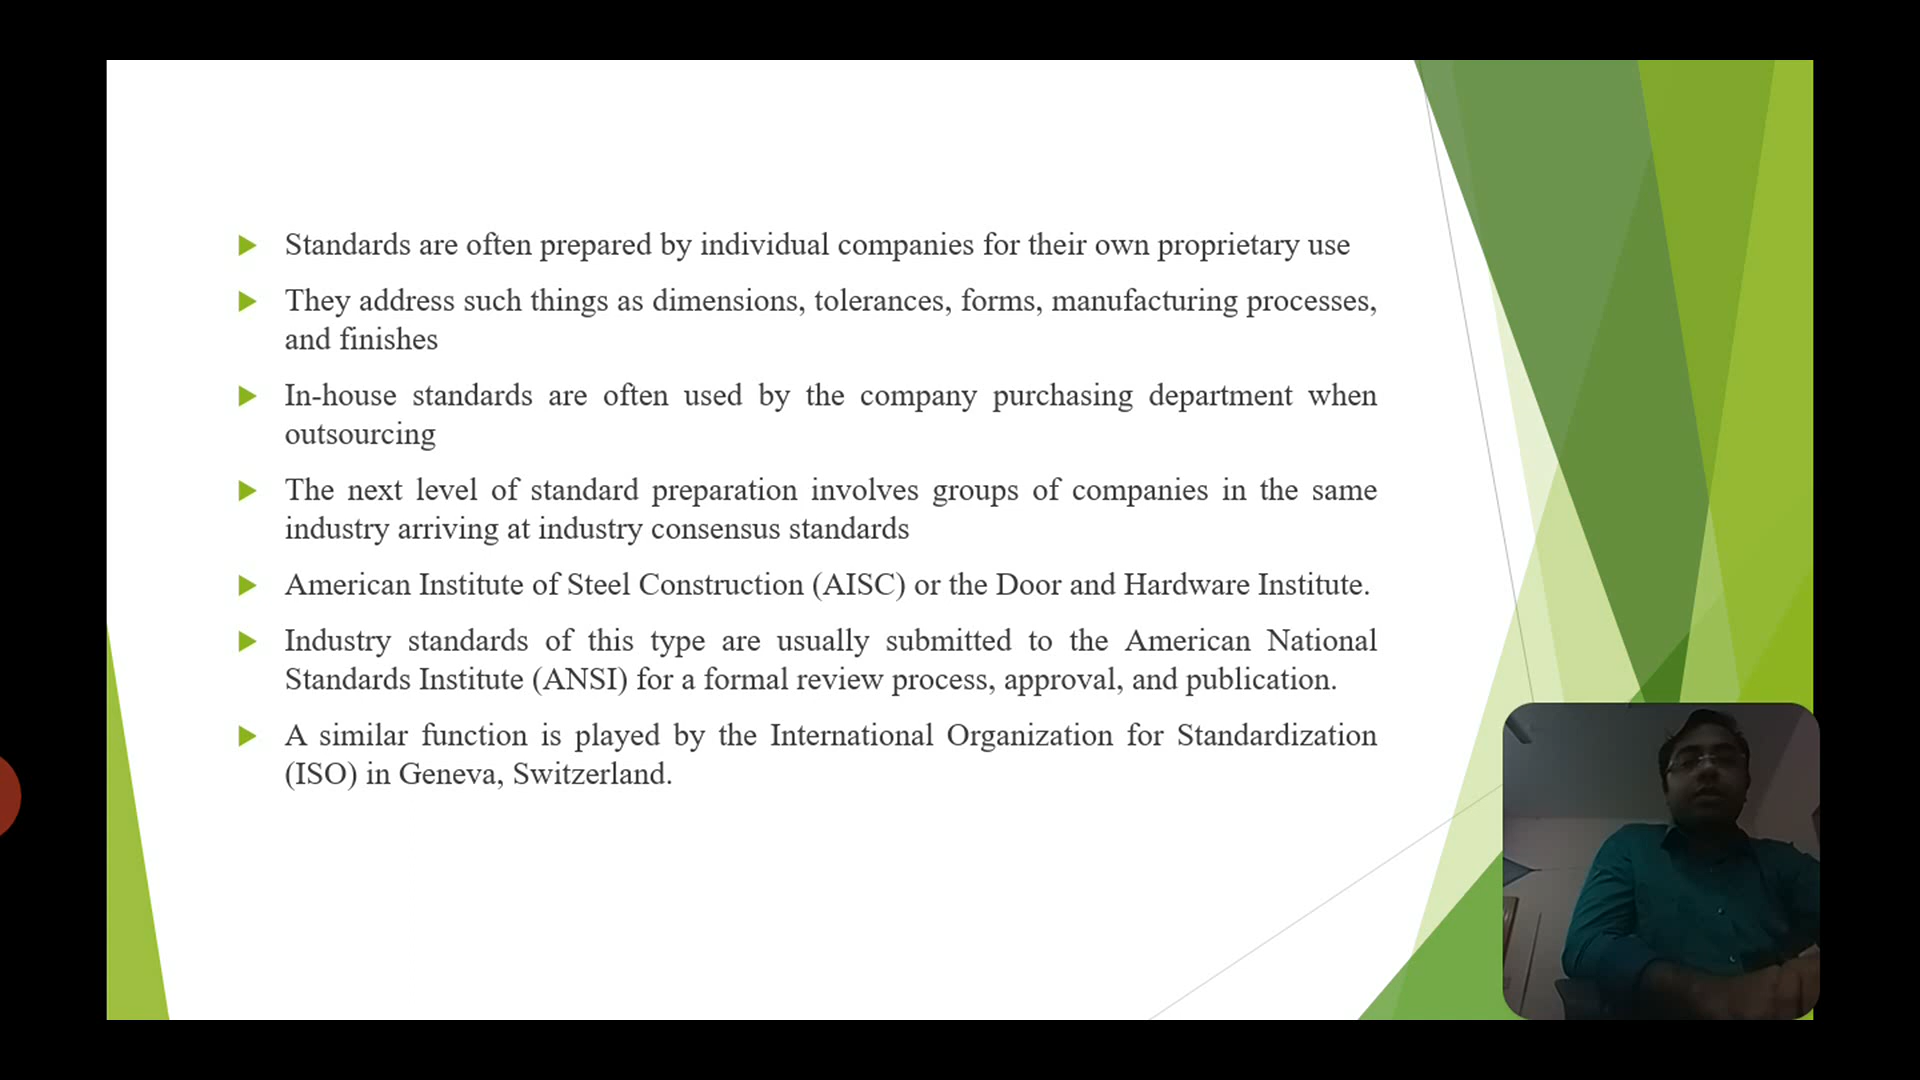 Standards are often prepared by individual companies for their own proprietary use
They address such things as dimensions, tolerances, forms, manufacturing processes,
and finishes
In-house standards are often used by the company purchasing department when
outsourcing
The next level of standard preparation involves groups of companies in the same
industry arriving at industry consensus standards
American Institute of Steel Construction (AISC) or the Door and Hardware Institute.
Industry standards of this type are usually submitted to the American National
Standards Institute (ANSI) for a formal review process, approval, and publication.
A similar function is played by the International Organization for Standardization
(ISO) in Geneva, Switzerland.